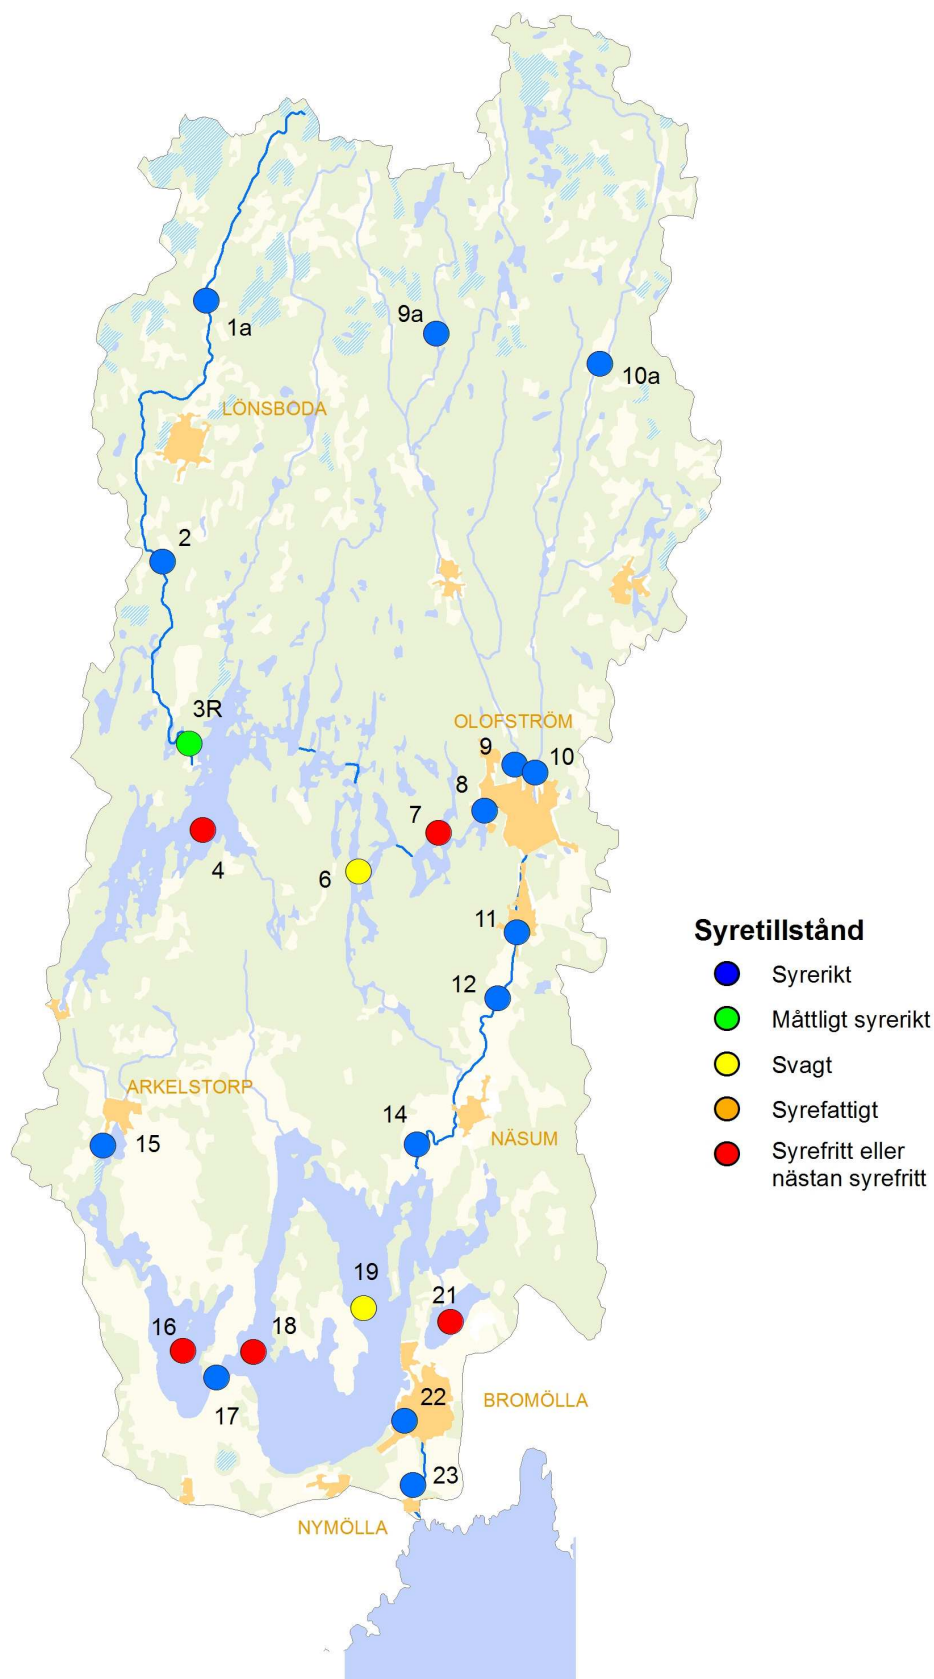 1a
9a
10a
LÖNSBODA
2
3R
OLOFSTRÖM
9
10
8
7
4
6
11
Syretillstånd
Syrerikt
12
Måttligt syrerikt
Svagt
ARKELSTORP
Syrefattigt
14
15
NÄSUM
Syrefritt eller
nästan syrefritt
19
21
16
18
BROMÖLLA
22
17
23
NYMÖLLA